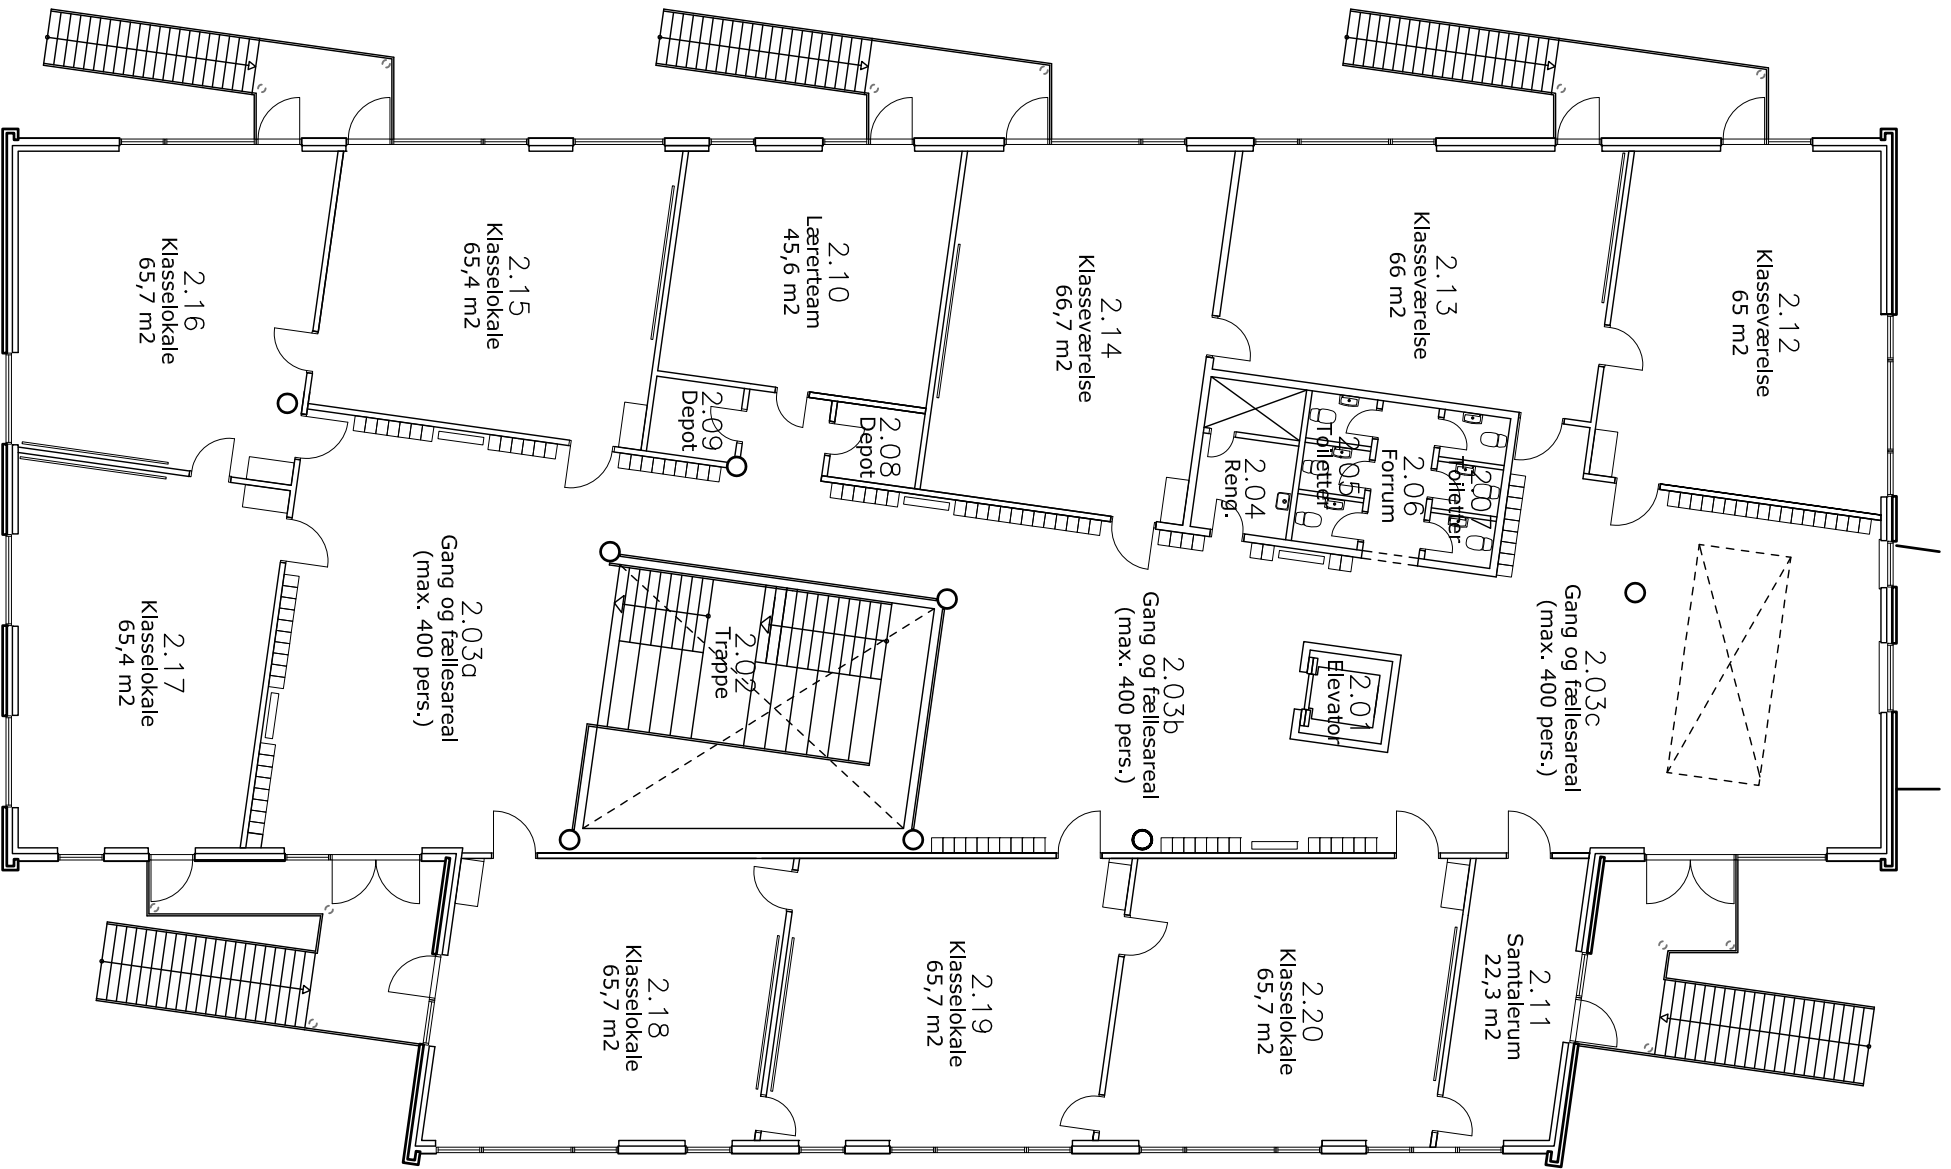 2.16
Klasselokale
65,7 m2
2.15
Klasselokale
65,4 m2
2.10
Lærerteam
45,6 m2
2.14
Klasseværelse
66,7 m2
2.13
Klasseværelse
66 m2
2.12
Klasseværelse
65 m2
2.09
Depot
2.08
Depot
2.04
Reng.
2.05
Toiletter
2.06
Forrum
2.07
Toiletter
2.17
Klasselokale
65,4 m2
2.03a
Gang og fællesareal
(max. 400 pers.)
2.02
Trappe
2.03b
Gang og fællesareal
(max. 400 pers.)
2.01
Elevator
2.03c
Gang og fællesareal
(max. 400 pers.)
2.18
Klasselokale
65,7 m2
2.19
Klasselokale
65,7 m2
2.20
Klasselokale
65,7 m2
2.11
Samtalerum
22,3 m2